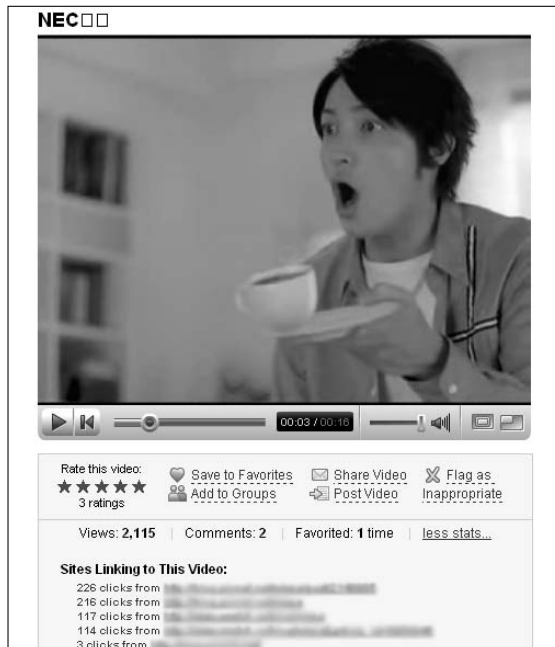 NEC□□
00:03 / 00:16
Rate this video:
3 ratings
Save to Favorites
Add to Groups
Share Video
Post Video
Flag as
Inappropriate
Views: 2,115 | Comments: 2 | Favorited: 1 time | less stats...
Sites Linking to This Video:
226 clicks from
216 clicks from
117 clicks from
114 clicks from
3 clicks from